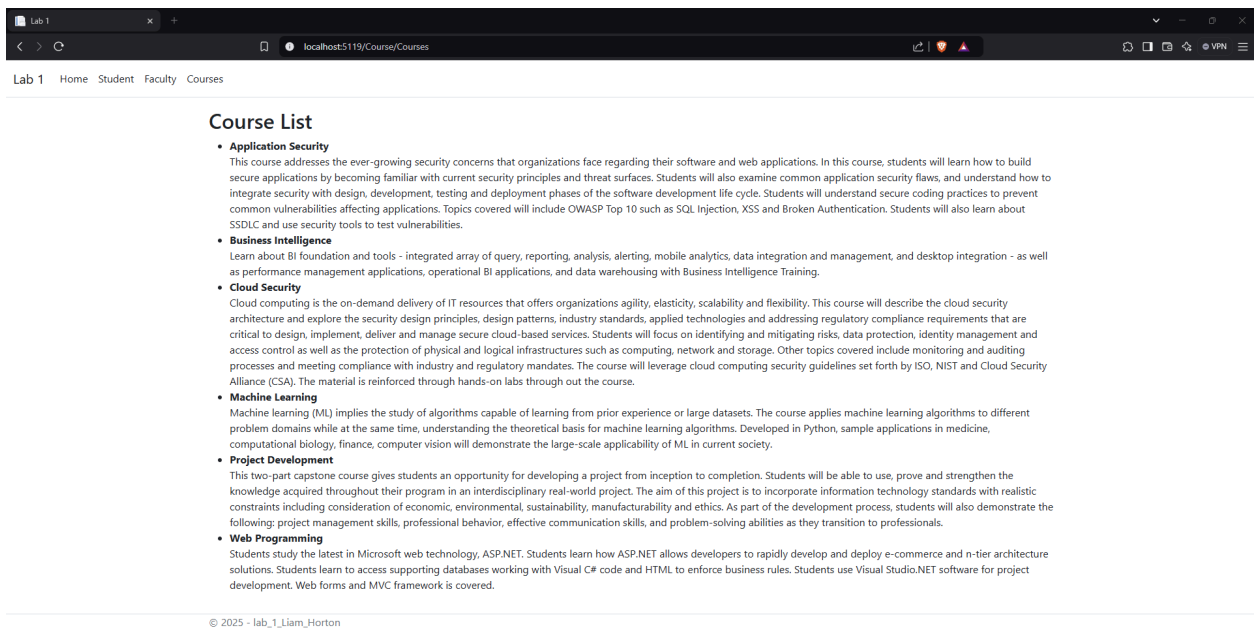 Lab 1
localhost:5119/Course/Courses
VPN
Lab 1 Home Student Faculty Courses
Course List
Application Security
This course addresses the ever-growing security concerns that organizations face regarding their software and web applications. In this course, students will learn how to build
secure applications by becoming familiar with current security principles and threat surfaces. Students will also examine common application security flaws, and understand how to
integrate security with design, development, testing and deployment phases of the software development life cycle. Students will understand secure coding practices to prevent
common vulnerabilities affecting applications. Topics covered will include OWASP Top 10 such as SQL Injection, XSS and Broken Authentication. Students will also learn about
SSDLC and use security tools to test vulnerabilities.
Business Intelligence
Learn about BI foundation and tools - integrated array of query, reporting, analysis, alerting, mobile analytics, data integration and management, and desktop integration - as well
as performance management applications, operational BI applications, and data warehousing with Business Intelligence Training.
Cloud Security
Cloud computing is the on-demand delivery of IT resources that offers organizations agility, elasticity, scalability and flexibility. This course will describe the cloud security
architecture and explore the security design principles, design patterns, industry standards, applied technologies and addressing regulatory compliance requirements that are
critical to design, implement, deliver and manage secure cloud-based services. Students will focus on identifying and mitigating risks, data protection, identity management and
access control as well as the protection of physical and logical infrastructures such as computing, network and storage. Other topics covered include monitoring and auditing
processes and meeting compliance with industry and regulatory mandates. The course will leverage cloud computing security guidelines set forth by ISO, NIST and Cloud Security
Alliance (CSA). The material is reinforced through hands-on labs through out the course.
Machine Learning
Machine learning (ML) implies the study of algorithms capable of learning from prior experience or large datasets. The course applies machine learning algorithms to different
problem domains while at the same time, understanding the theoretical basis for machine learning algorithms. Developed in Python, sample applications in medicine,
computational biology, finance, computer vision will demonstrate the large-scale applicability of ML in current society.
Project Development
This two-part capstone course gives students an opportunity for developing a project from inception to completion. Students will be able to use, prove and strengthen the
knowledge acquired throughout their program in an interdisciplinary real-world project. The aim of this project is to incorporate information technology standards with realistic
constraints including consideration of economic, environmental, sustainability, manufacturability and ethics. As part of the development process, students will also demonstrate the
following: project management skills, professional behavior, effective communication skills, and problem-solving abilities as they transition to professionals.
Web Programming
Students study the latest in Microsoft web technology, ASP.NET. Students learn how ASP.NET allows developers to rapidly develop and deploy e-commerce and n-tier architecture
solutions. Students learn to access supporting databases working with Visual C# code and HTML to enforce business rules. Students use Visual Studio.NET software for project
development. Web forms and MVC framework is covered.
© 2025 - lab_1_Liam_Horton